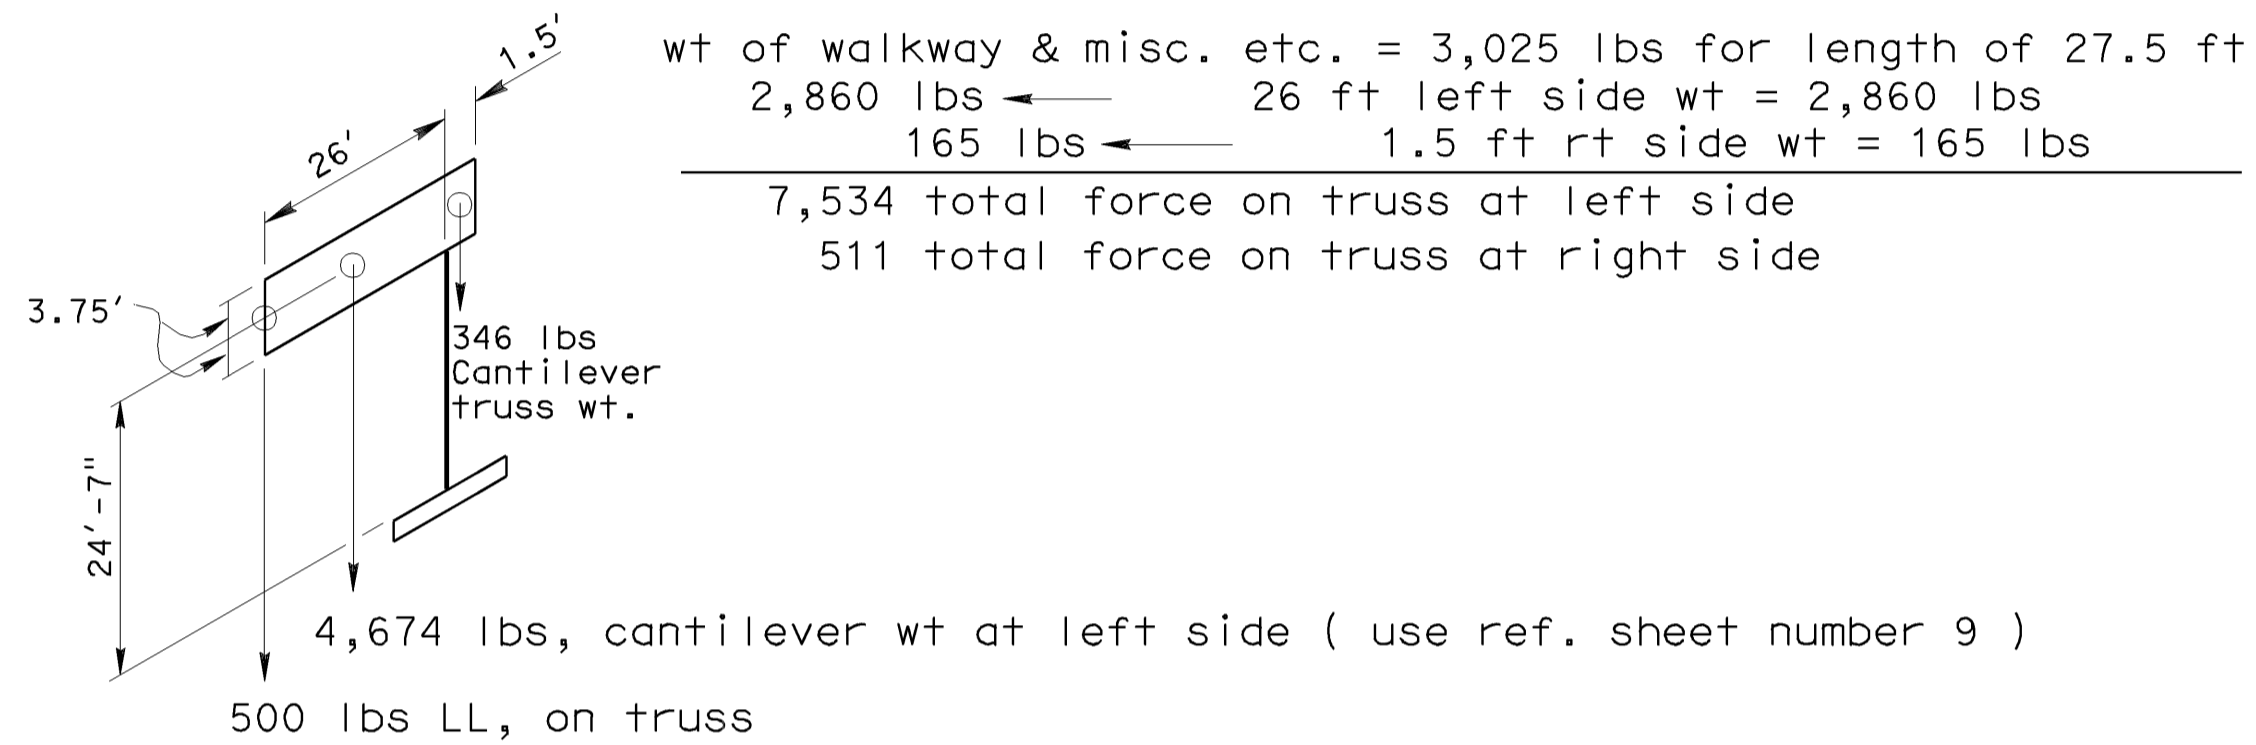 1.5'
wt of walkway & misc. etc. = 3,025 lbs for length of 27.5 ft
2,860 lbs 26 ft left side wt = 2,860 lbs
165 lbs 1.5 ft rt side wt = 165 lbs
26'
7,534 total force on truss at left side
511 total force on truss at right side
3.75'
346 lbs
Cantilever
truss wt.
24'-7"
4,674 lbs, cantilever wt at left side ( use ref. sheet number 9 )
500 lbs LL, on truss